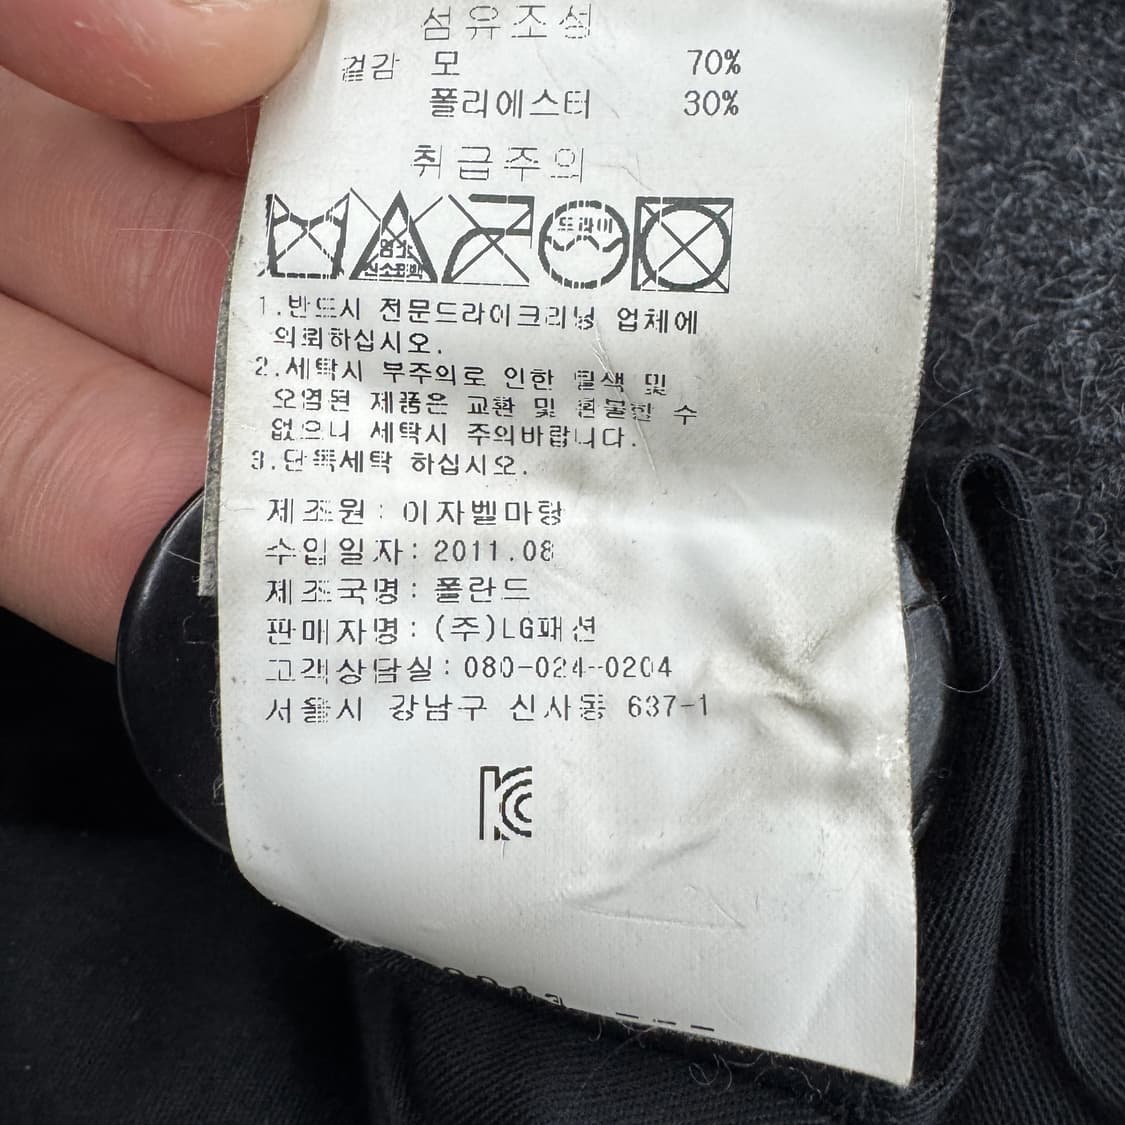 섬유조성
겉감 모 70%
폴리에스터 30%
취급주의
염소
산소표백
드라이
1.반드시 전문드라이크리닝 업체에
의뢰하십시오.
2.세탁시 부주의로 인한 탈색 및
오염된 제품은 교환 및 환불할 수
없으니 세탁시 주의바랍니다.
3.단독세탁 하십시오.
제조원: 이자벨마랑
수입일자: 2011.08
제조국명: 폴란드
판매자명: (주)LG패션
고객상담실: 080-024-0204
서울시 강남구 신사동 637-1
KC